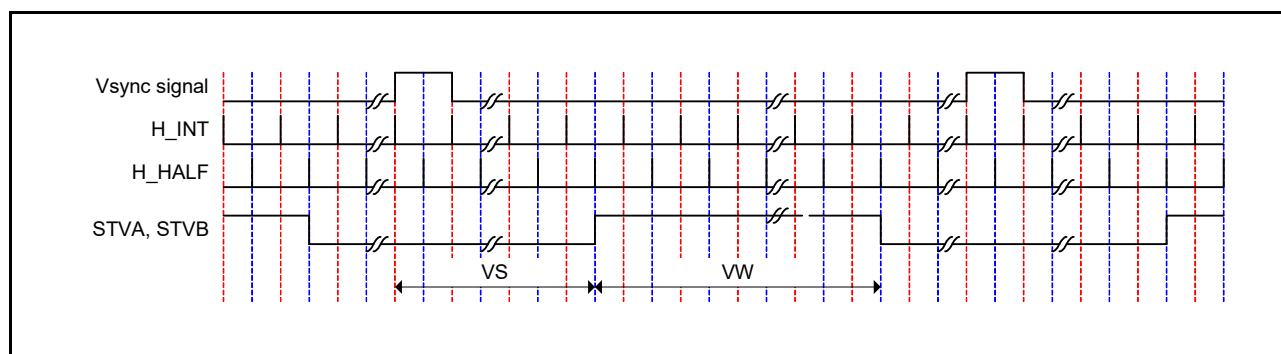 Vsync signal
H_INT
H_HALF
STVA, STVB
VS
VW